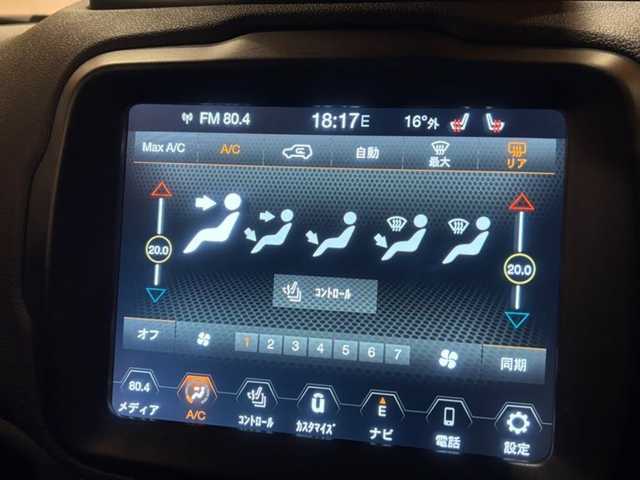 FM 80.4 18:17E 16°外
Max A/C A/C 自動 最大 リア
20.0 20.0
コントロール
オフ 1 2 3 4 5 6 7 同期
80.4 E
メディア A/C コントロール カスタマイズ ナビ 電話 設定